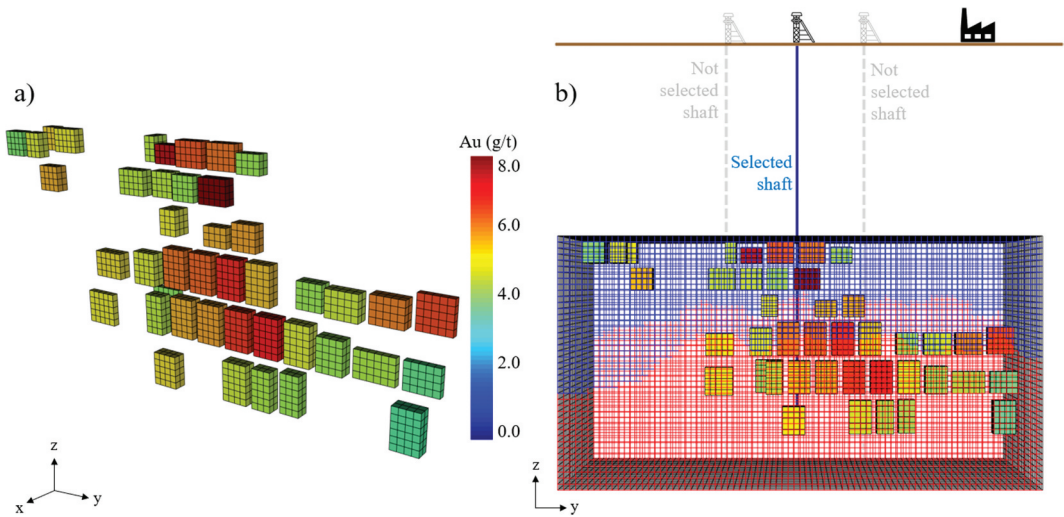 a)
Au (g/t)
8.0
6.0
4.0
2.0
0.0
z
x
y
b)
Not
selected
shaft
Not
selected
shaft
Selected
shaft
z
y